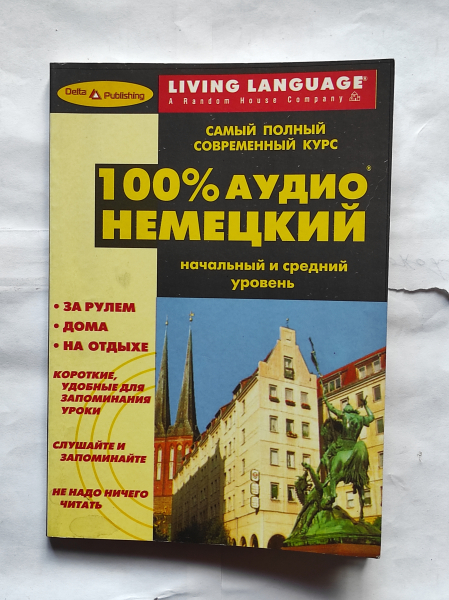 Delta Publishing
LIVING LANGUAGE®
A Random House Company
САМЫЙ ПОЛНЫЙ
СОВРЕМЕННЫЙ КУРС
100% АУДИО®
НЕМЕЦКИЙ
начальный и средний
уровень
• ЗА РУЛЕМ
• ДОМА
• НА ОТДЫХЕ
КОРОТКИЕ,
УДОБНЫЕ ДЛЯ
ЗАПОМИНАНИЯ
УРОКИ
СЛУШАЙТЕ И
ЗАПОМИНАЙТЕ
НЕ НАДО НИЧЕГО
ЧИТАТЬ